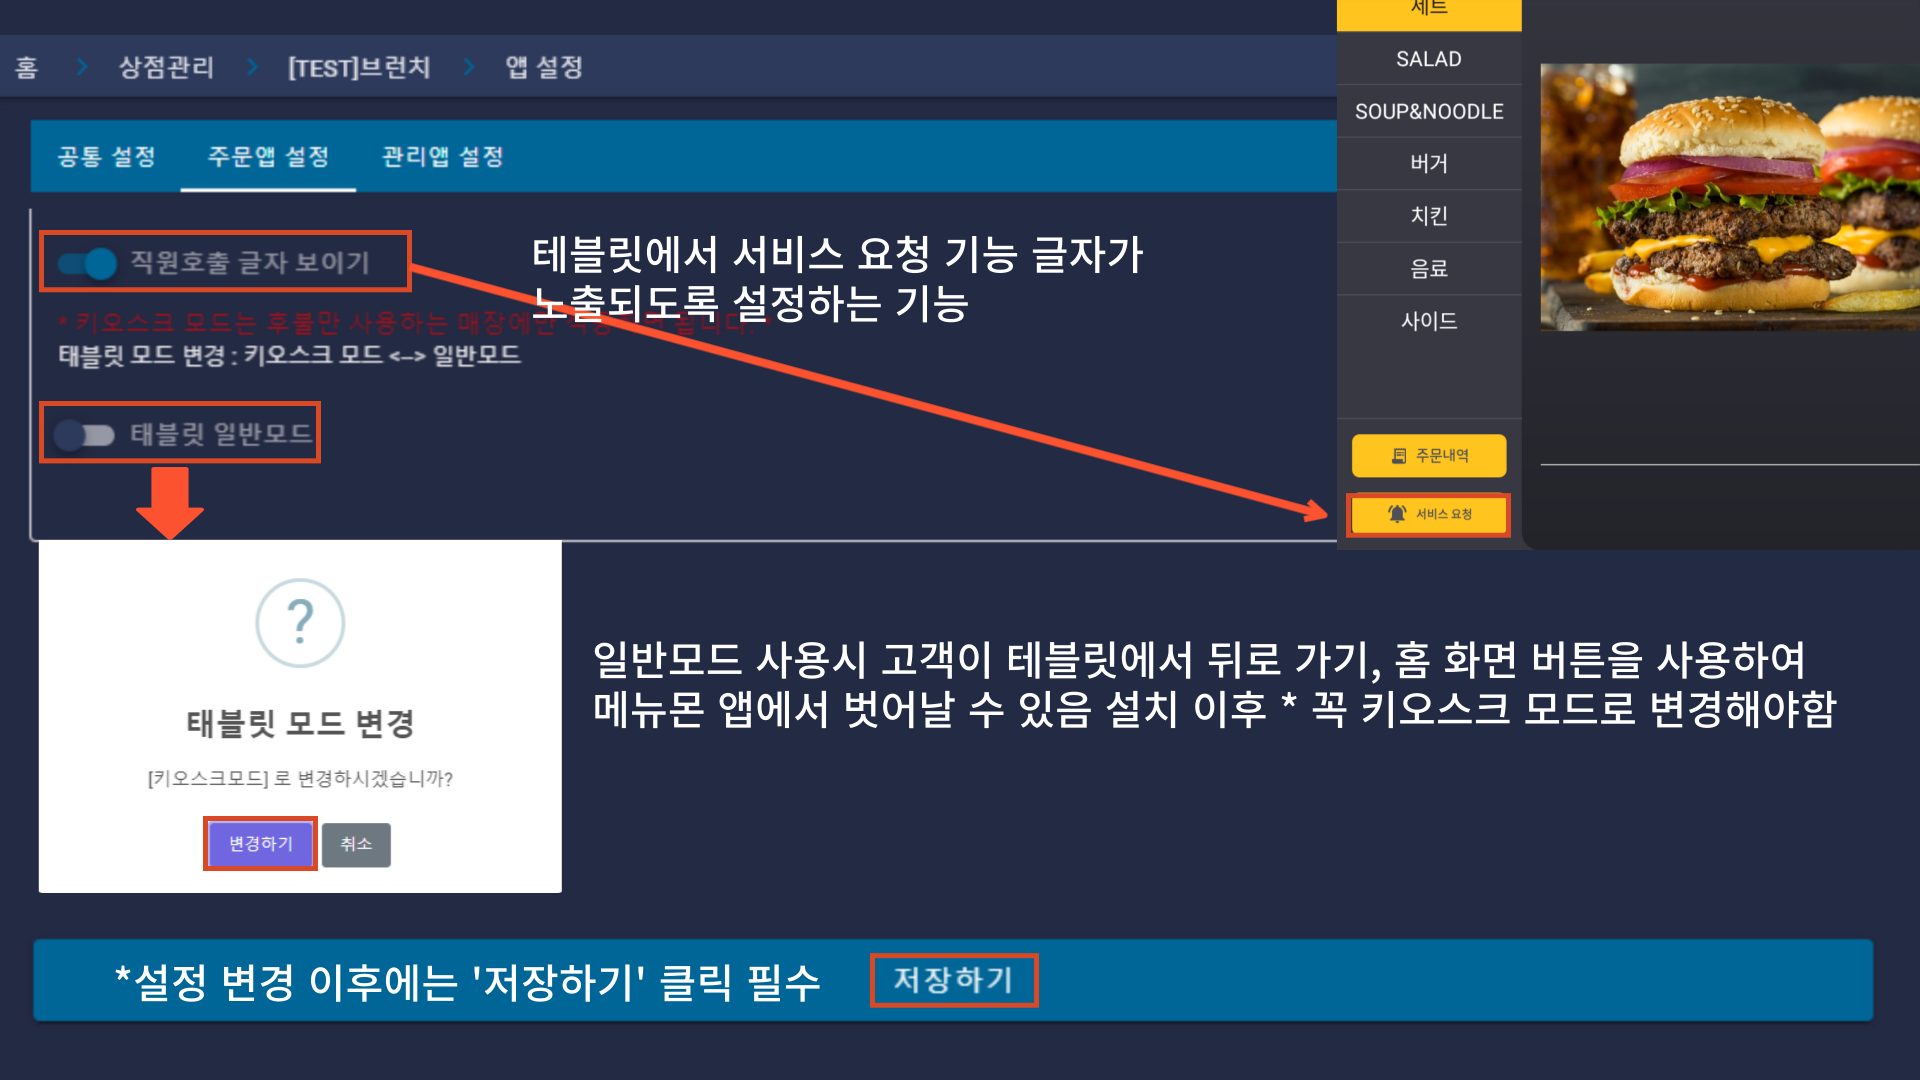 홈 > 상점관리 > [TEST]브런치 > 앱 설정
공통 설정 주문앱 설정 관리앱 설정
직원호출 글자 보이기
테블릿에서 서비스 요청 기능 글자가
노출되도록 설정하는 기능
* 키오스크 모드는 후불만 사용하는 매장에만
태블릿 모드 변경 : 키오스크 모드 <-> 일반모드
태블릿 일반모드
세트
SALAD
SOUP&NOODLE
버거
치킨
음료
사이드
주문내역
서비스 요청
?
태블릿 모드 변경
[키오스크모드] 로 변경하시겠습니까?
변경하기 취소
일반모드 사용시 고객이 테블릿에서 뒤로 가기, 홈 화면 버튼을 사용하여
메뉴몬 앱에서 벗어날 수 있음 설치 이후 * 꼭 키오스크 모드로 변경해야함
*설정 변경 이후에는 '저장하기' 클릭 필수 저장하기